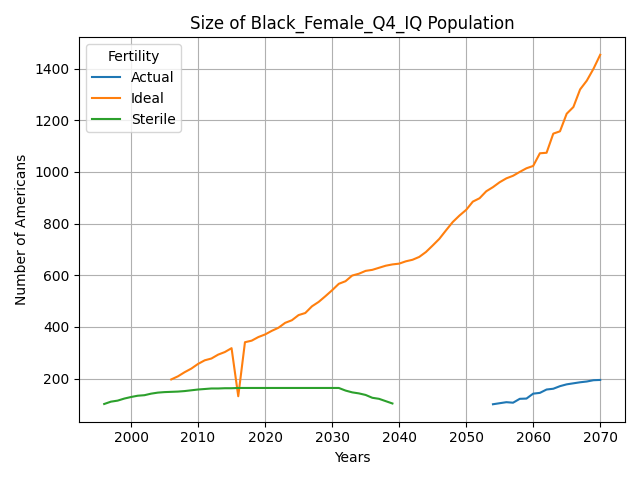 Size of Black_Female_Q4_IQ Population
Fertility
Actual
Ideal
Sterile
Number of Americans
1400
1200
1000
800
600
400
200
2000
2010
2020
2030
2040
2050
2060
2070
Years